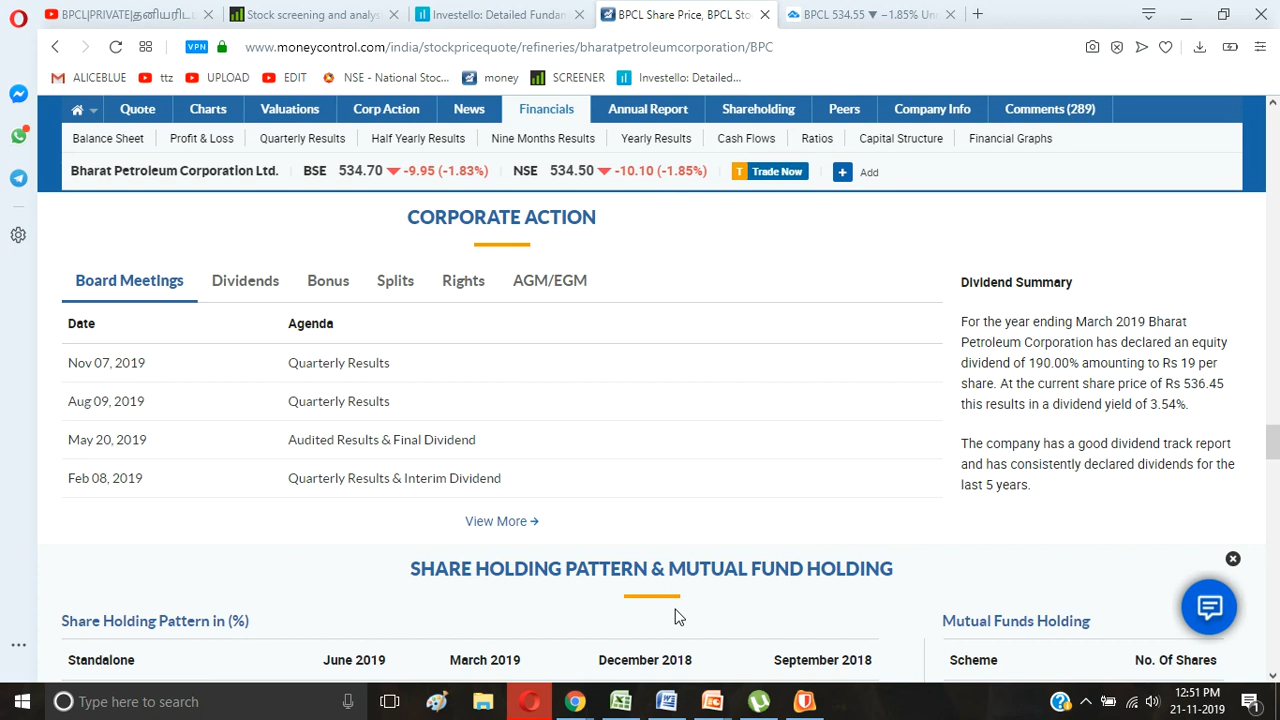 BPCL|PRIVATE|தனியரிட
Stock screening and analys
Investello: Detailed Fundan
BPCL Share Price, BPCL Sto
BPCL 534.55 ▼ −1.85% Un
www.moneycontrol.com/india/stockpricequote/refineries/bharatpetroleumcorporation/BPC
VPN
ALICEBLUE
ttz
UPLOAD
EDIT
NSE - National Stoc...
money
SCREENER
Investello: Detailed...
Quote
Charts
Valuations
Corp Action
News
Financials
Annual Report
Shareholding
Peers
Company Info
Comments (289)
Balance Sheet
Profit & Loss
Quarterly Results
Half Yearly Results
Nine Months Results
Yearly Results
Cash Flows
Ratios
Capital Structure
Financial Graphs
Bharat Petroleum Corporation Ltd. BSE 534.70 -9.95 (-1.83%) NSE 534.50 -10.10 (-1.85%) T Trade Now + Add
CORPORATE ACTION
Board Meetings Dividends Bonus Splits Rights AGM/EGM
Date Agenda
Nov 07, 2019 Quarterly Results
Aug 09, 2019 Quarterly Results
May 20, 2019 Audited Results & Final Dividend
Feb 08, 2019 Quarterly Results & Interim Dividend
View More →
Dividend Summary
For the year ending March 2019 Bharat
Petroleum Corporation has declared an equity
dividend of 190.00% amounting to Rs 19 per
share. At the current share price of Rs 536.45
this results in a dividend yield of 3.54%.
The company has a good dividend track report
and has consistently declared dividends for the
last 5 years.
SHARE HOLDING PATTERN & MUTUAL FUND HOLDING
Share Holding Pattern in (%)
Standalone June 2019 March 2019 December 2018 September 2018
Mutual Funds Holding
Scheme No. Of Shares
Type here to search
12:51 PM
21-11-2019